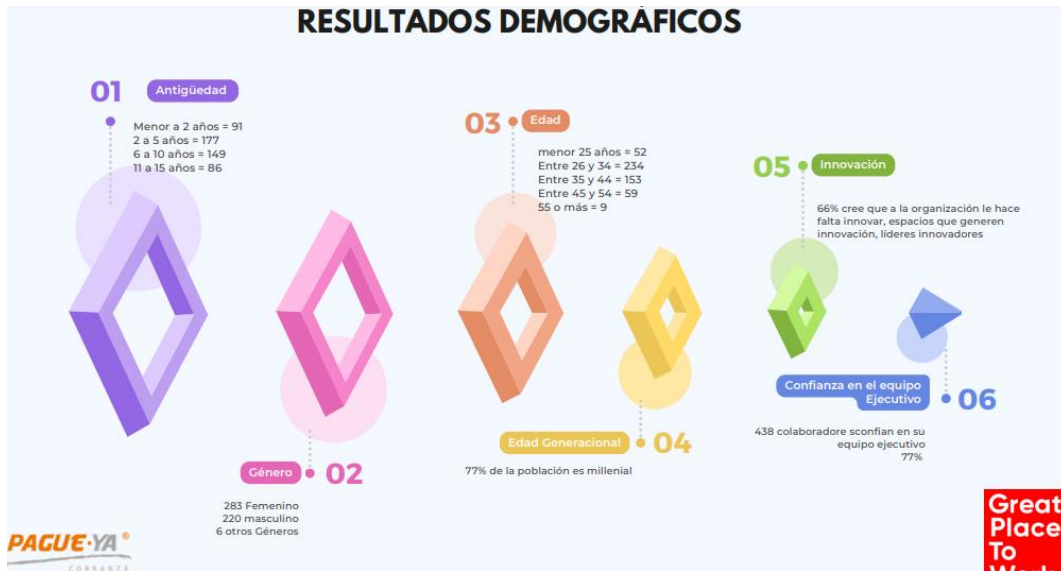 RESULTADOS DEMOGRÁFICOS
01 Antigüedad
Menor a 2 años = 91
2 a 5 años = 177
6 a 10 años = 149
11 a 15 años = 86
Género 02
283 Femenino
220 masculino
6 otros Géneros
03 Edad
menor 25 años = 52
Entre 26 y 34 = 234
Entre 35 y 44 = 153
Entre 45 y 54 = 59
55 o más = 9
Edad Generacional 04
77% de la población es millenial
05 Innovación
66% cree que a la organización le hace
falta innovar, espacios que generen
innovación, líderes innovadores
Confianza en el equipo
Ejecutivo 06
438 colaboradore sconfian en su
equipo ejecutivo
77%
PAGUE·YA ®
COBRANZA
Great
Place
To
Work